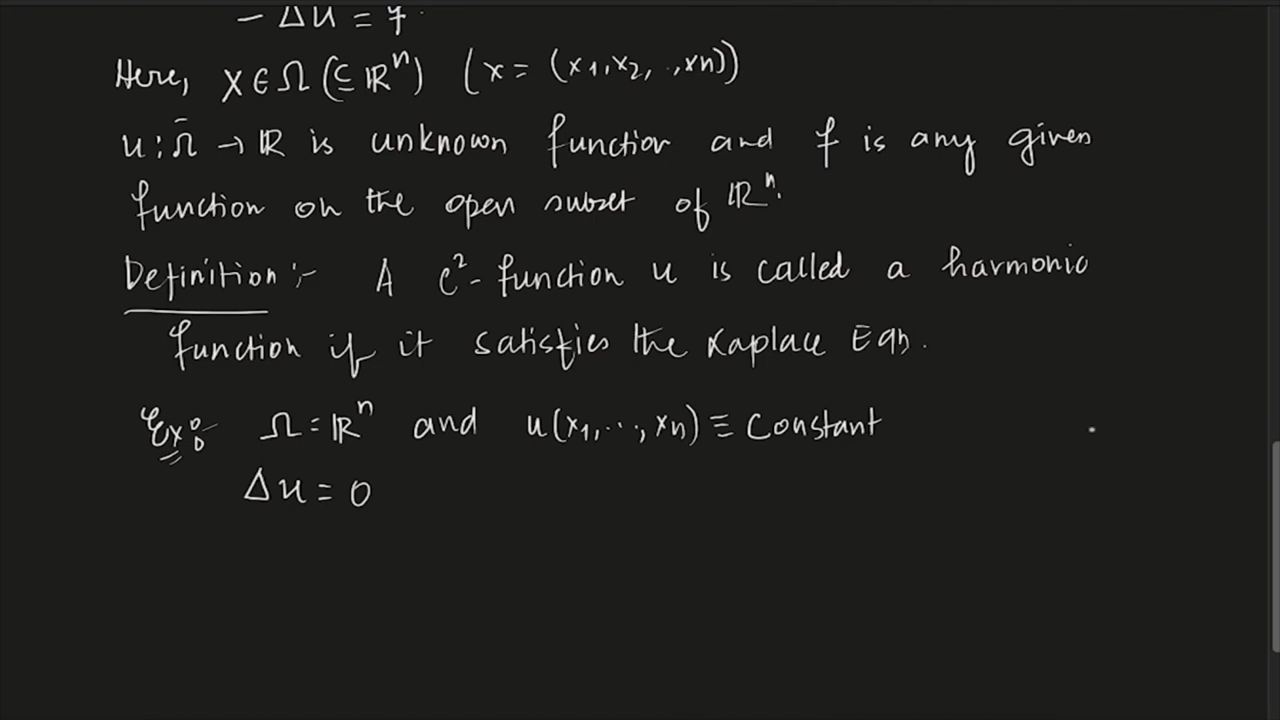 - Δu = f.
Here, x ∈ Ω (⊆ ℝⁿ) (x = (x₁, x₂, .., xn))
u : Ω̄ → ℝ is unknown function and f is any given
function on the open subset of ℝⁿ.
Definition :- A C²- function u is called a harmonic
function if it satisfies the Laplace Eqn.
Ex:- Ω = ℝⁿ and u(x₁, ..., xn) ≡ Constant
Δu = 0